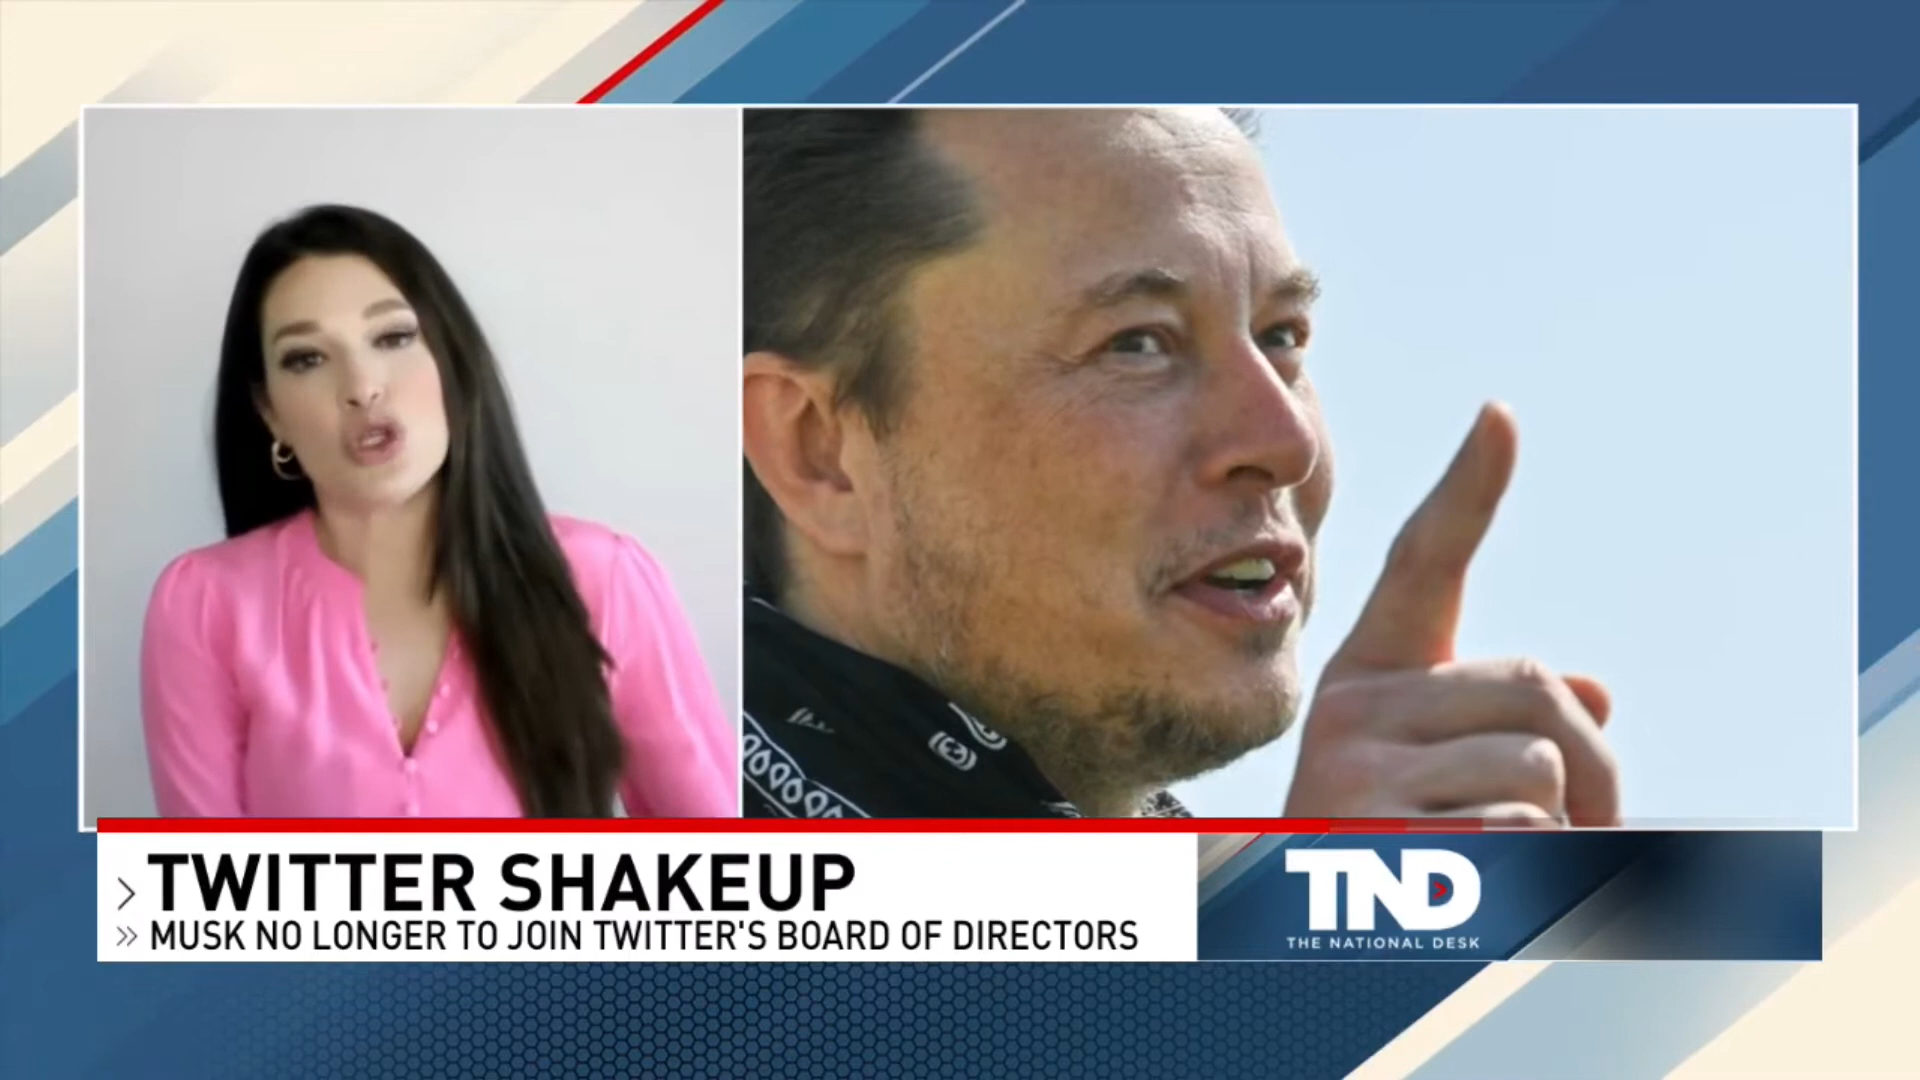 TWITTER SHAKEUP
MUSK NO LONGER TO JOIN TWITTER'S BOARD OF DIRECTORS
TND
THE NATIONAL DESK